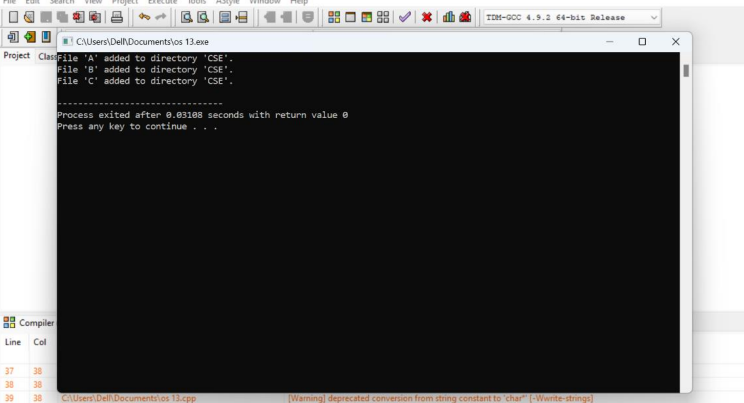 File Edit Search View Project Execute Tools AStyle Window Help
TDM-GCC 4.9.2 64-bit Release
C:\Users\Dell\Documents\os 13.exe
Project Class
File 'A' added to directory 'CSE'.
File 'B' added to directory 'CSE'.
File 'C' added to directory 'CSE'.
--------------------------------
Process exited after 0.03108 seconds with return value 0
Press any key to continue . . .
Compiler
Line Col
37 38
38 38
39 38 C:\Users\Dell\Documents\os 13.cpp [Warning] deprecated conversion from string constant to 'char*' [-Wwrite-strings]